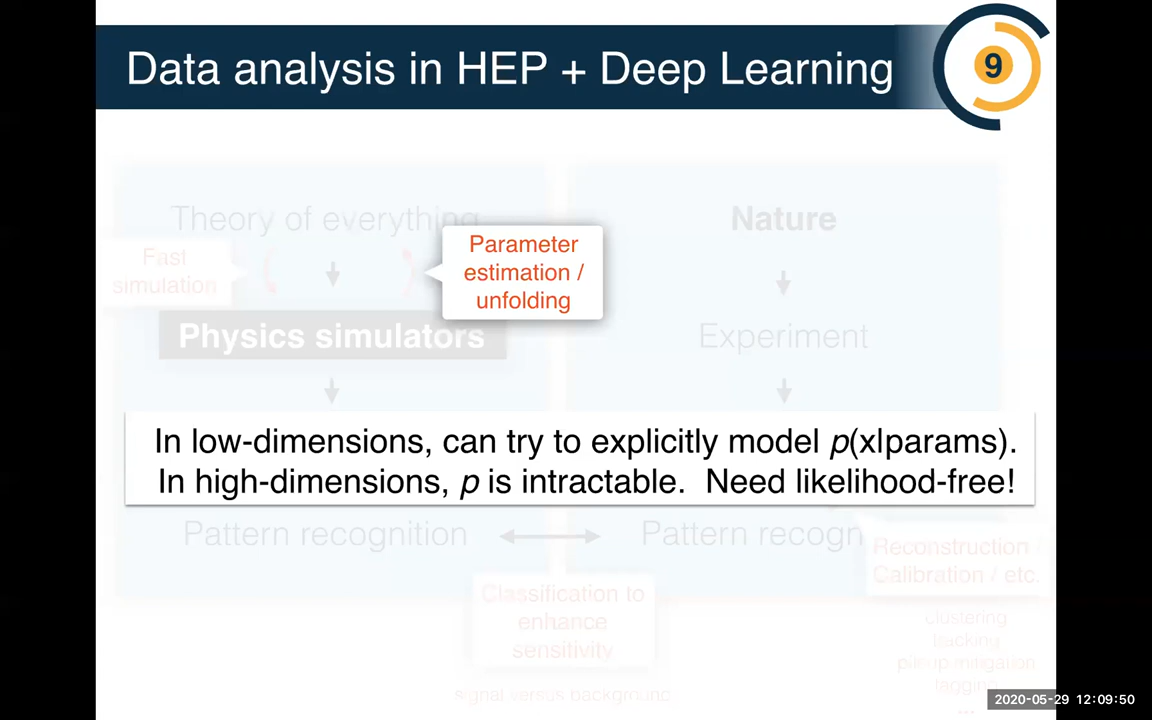 Data analysis in HEP + Deep Learning
9
Theory of everything
Nature
Fast
simulation
Parameter
estimation /
unfolding
Physics simulators
Experiment
In low-dimensions, can try to explicitly model p(x|params).
In high-dimensions, p is intractable. Need likelihood-free!
Pattern recognition
Pattern recogn
Reconstruction /
Calibration / etc.
Classification to
enhance
sensitivity
clustering
tracking
pileup mitigation
tagging
...
signal versus background
2020-05-29 12:09:50